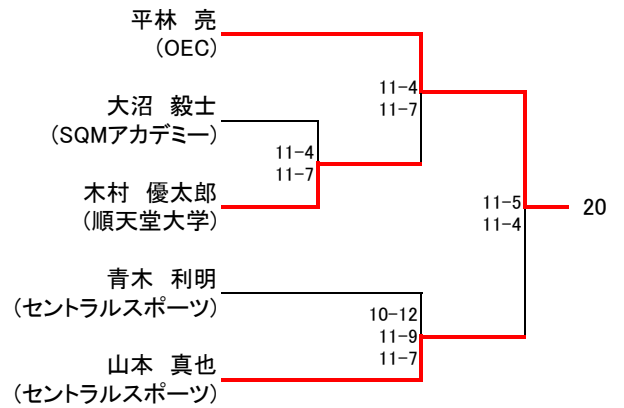 平林 亮
(OEC)
11-4
11-7
大沼 毅士
(SQMアカデミー)
11-4
11-7
木村 優太郎
(順天堂大学)
11-5
11-4
20
青木 利明
(セントラルスポーツ)
10-12
11-9
11-7
山本 真也
(セントラルスポーツ)